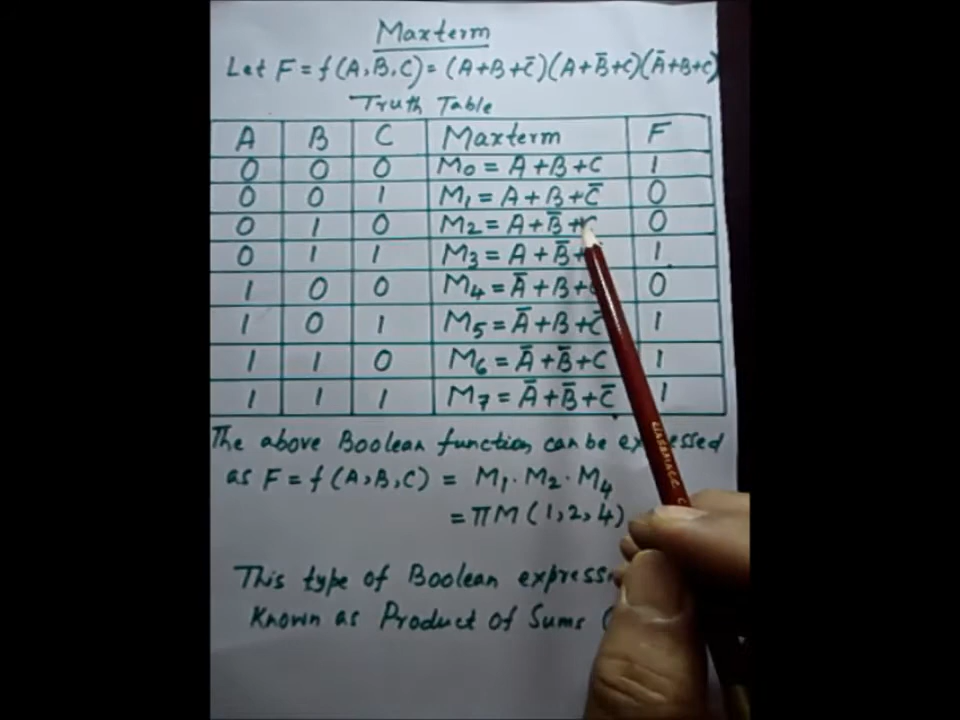 Maxterm
Let F = f(A,B,C) = (A+B+C̄)(A+B̄+C)(Ā+B+C)
Truth Table
A B C Maxterm F
0 0 0 M0 = A+B+C 1
0 0 1 M1 = A+B+C̄ 0
0 1 0 M2 = A+B̄+C 0
0 1 1 M3 = A+B̄+ 1
1 0 0 M4 = Ā+B+C 0
1 0 1 M5 = Ā+B+C̄ 1
1 1 0 M6 = Ā+B̄+C 1
1 1 1 M7 = Ā+B̄+C̄ 1
The above Boolean function can be expressed
as F = f(A,B,C) = M1·M2·M4
= πM(1,2,4)
This type of Boolean
Known as Product of Sums (